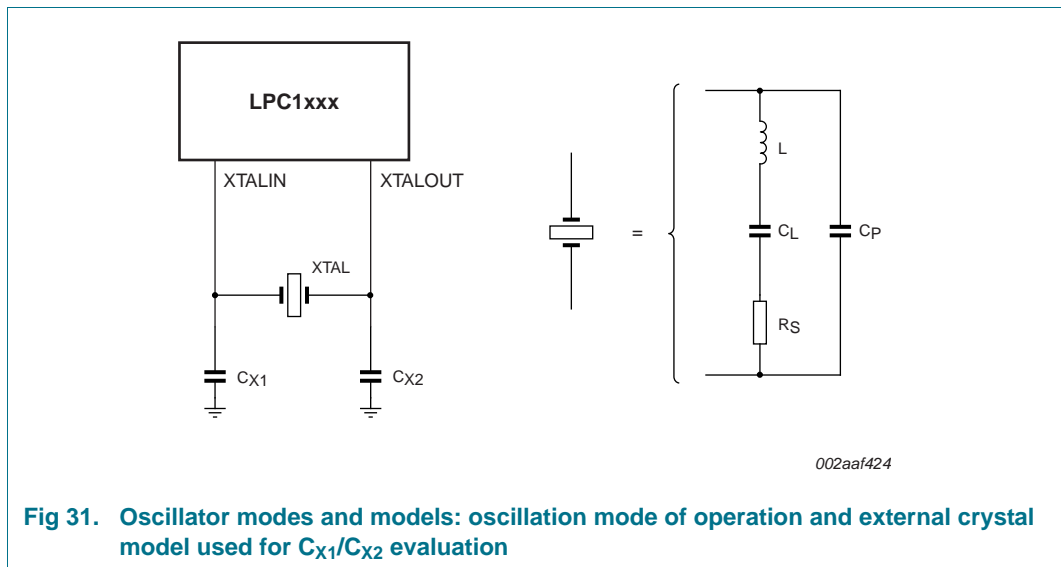 LPC1xxx
XTALIN
XTALOUT
XTAL
CX1
CX2
=
L
CL
CP
RS
002aaf424
Fig 31. Oscillator modes and models: oscillation mode of operation and external crystal
model used for CX1/CX2 evaluation